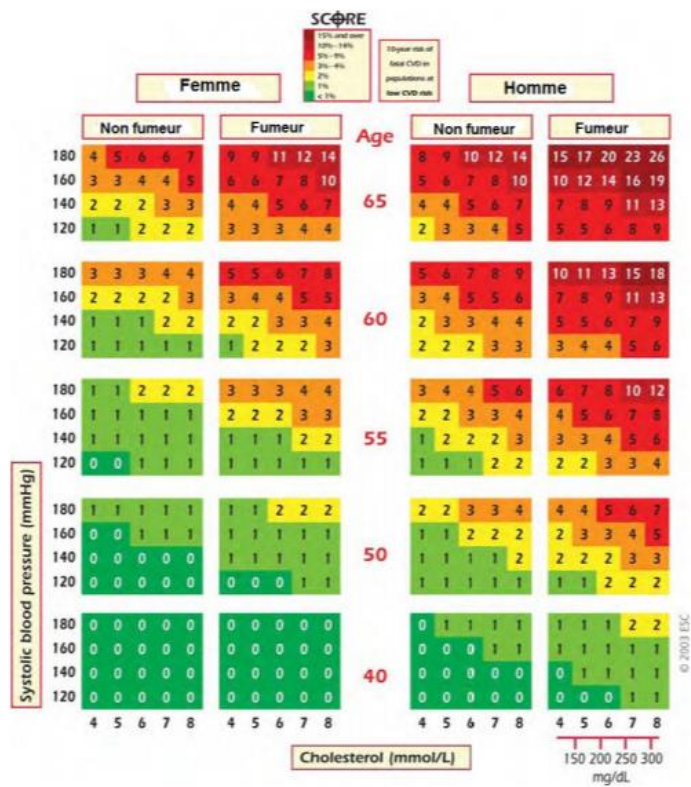 SCORE
15% and over
10%–14%
5%–9%
3%–4%
2%
1%
< 1%
10-year risk of
fatal CVD in
populations at
low CVD risk
Femme
Homme
Non fumeur
Fumeur
Age
Non fumeur
Fumeur
180 4 5 6 6 7 9 9 11 12 14 8 9 10 12 14 15 17 20 23 26
160 3 3 4 4 5 6 6 7 8 10 5 6 7 8 10 10 12 14 16 19
140 2 2 2 3 3 4 4 5 6 7 4 4 5 6 7 7 8 9 11 13
120 1 1 2 2 2 3 3 3 4 4 2 3 3 4 5 5 5 6 8 9
65
180 3 3 3 4 4 5 5 6 7 8 5 6 7 8 9 10 11 13 15 18
160 2 2 2 2 3 3 4 4 5 5 3 4 5 5 6 7 8 9 11 13
140 1 1 1 2 2 2 2 3 3 4 2 3 3 4 4 5 5 6 7 9
120 1 1 1 1 1 1 2 2 2 3 2 2 2 3 3 3 4 4 5 6
60
180 1 1 2 2 2 3 3 3 4 4 3 4 4 5 6 6 7 8 10 12
160 1 1 1 1 1 2 2 2 3 3 2 2 3 3 4 4 5 6 7 8
140 1 1 1 1 1 1 1 1 2 2 1 2 2 2 3 3 3 4 5 6
120 0 0 1 1 1 1 1 1 1 1 1 1 1 2 2 2 2 3 3 4
55
180 1 1 1 1 1 1 1 2 2 2 2 2 3 3 4 4 4 5 6 7
160 0 0 1 1 1 1 1 1 1 1 1 1 2 2 2 2 3 3 4 5
140 0 0 0 0 0 1 1 1 1 1 1 1 1 1 2 2 2 2 3 3
120 0 0 0 0 0 0 0 0 1 1 1 1 1 1 1 1 1 2 2 2
50
180 0 0 0 0 0 0 0 0 0 0 0 1 1 1 1 1 1 1 2 2
160 0 0 0 0 0 0 0 0 0 0 0 0 0 1 1 1 1 1 1 1
140 0 0 0 0 0 0 0 0 0 0 0 0 0 0 0 0 1 1 1 1
120 0 0 0 0 0 0 0 0 0 0 0 0 0 0 0 0 0 0 1 1
40
4 5 6 7 8 4 5 6 7 8 4 5 6 7 8 4 5 6 7 8
Systolic blood pressure (mmHg)
Cholesterol (mmol/L)
150 200 250 300
mg/dL
© 2003 ESC